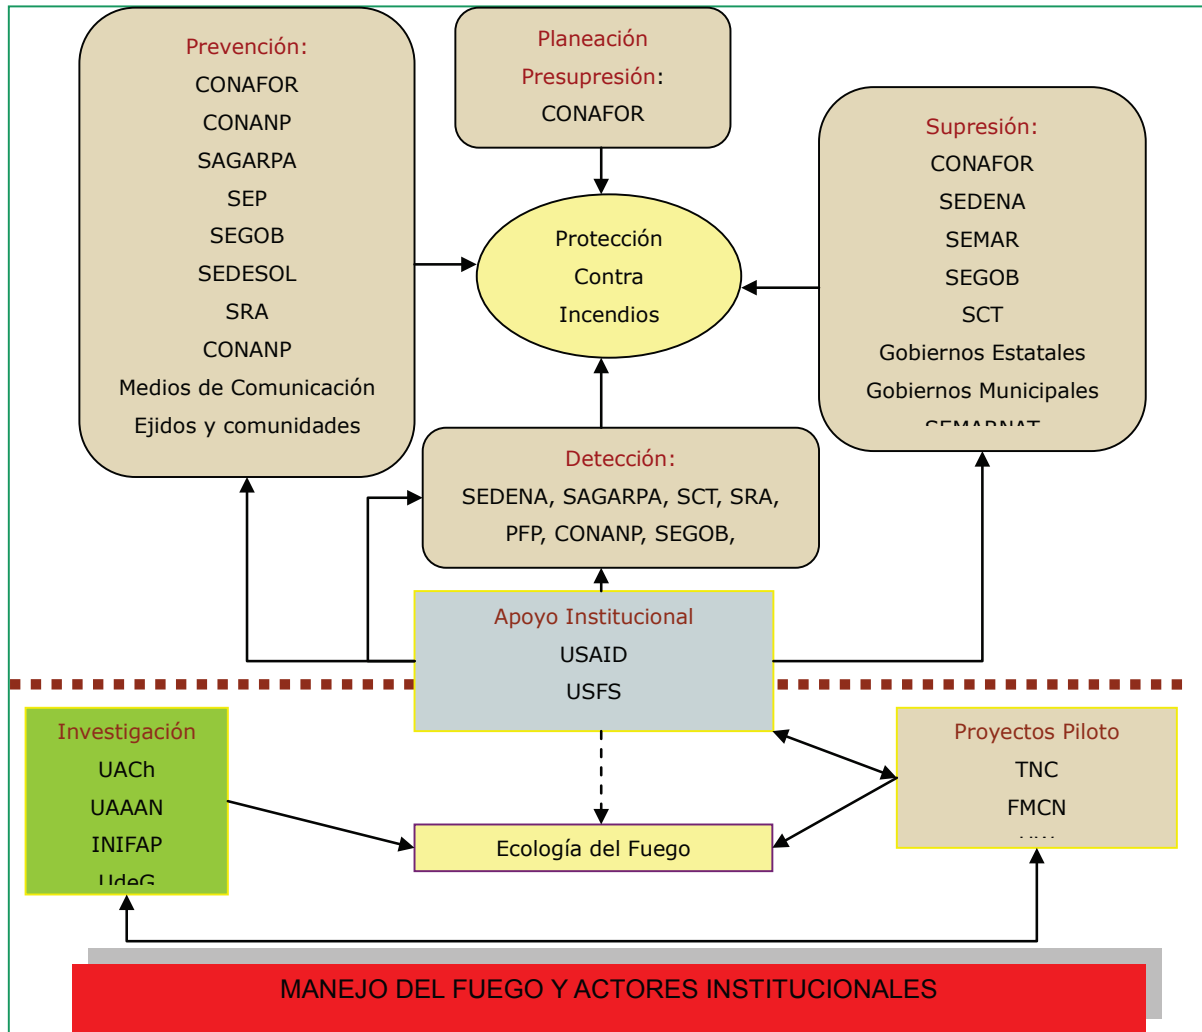 Prevención:
CONAFOR
CONANP
SAGARPA
SEP
SEGOB
SEDESOL
SRA
CONANP
Medios de Comunicación
Ejidos y comunidades
Planeación
Presupresión:
CONAFOR
Supresión:
CONAFOR
SEDENA
SEMAR
SEGOB
SCT
Gobiernos Estatales
Gobiernos Municipales
SEMARNAT
Protección
Contra
Incendios
Detección:
SEDENA, SAGARPA, SCT, SRA,
PFP, CONANP, SEGOB,
Apoyo Institucional
USAID
USFS
Investigación
UACh
UAAAN
INIFAP
UdeG
Proyectos Piloto
TNC
FMCN
Ecología del Fuego
MANEJO DEL FUEGO Y ACTORES INSTITUCIONALES